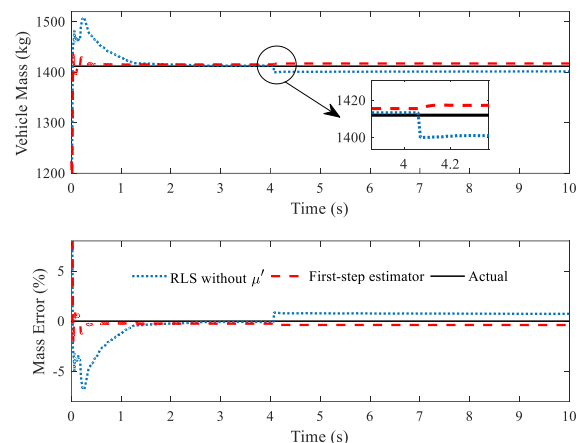 1500
1400
1300
1200
Vehicle Mass (kg)
1420
1400
4
4.2
0 1 2 3 4 5 6 7 8 9 10
Time (s)
5
0
-5
Mass Error (%)
RLS without μ′
First-step estimator
Actual
0 1 2 3 4 5 6 7 8 9 10
Time (s)